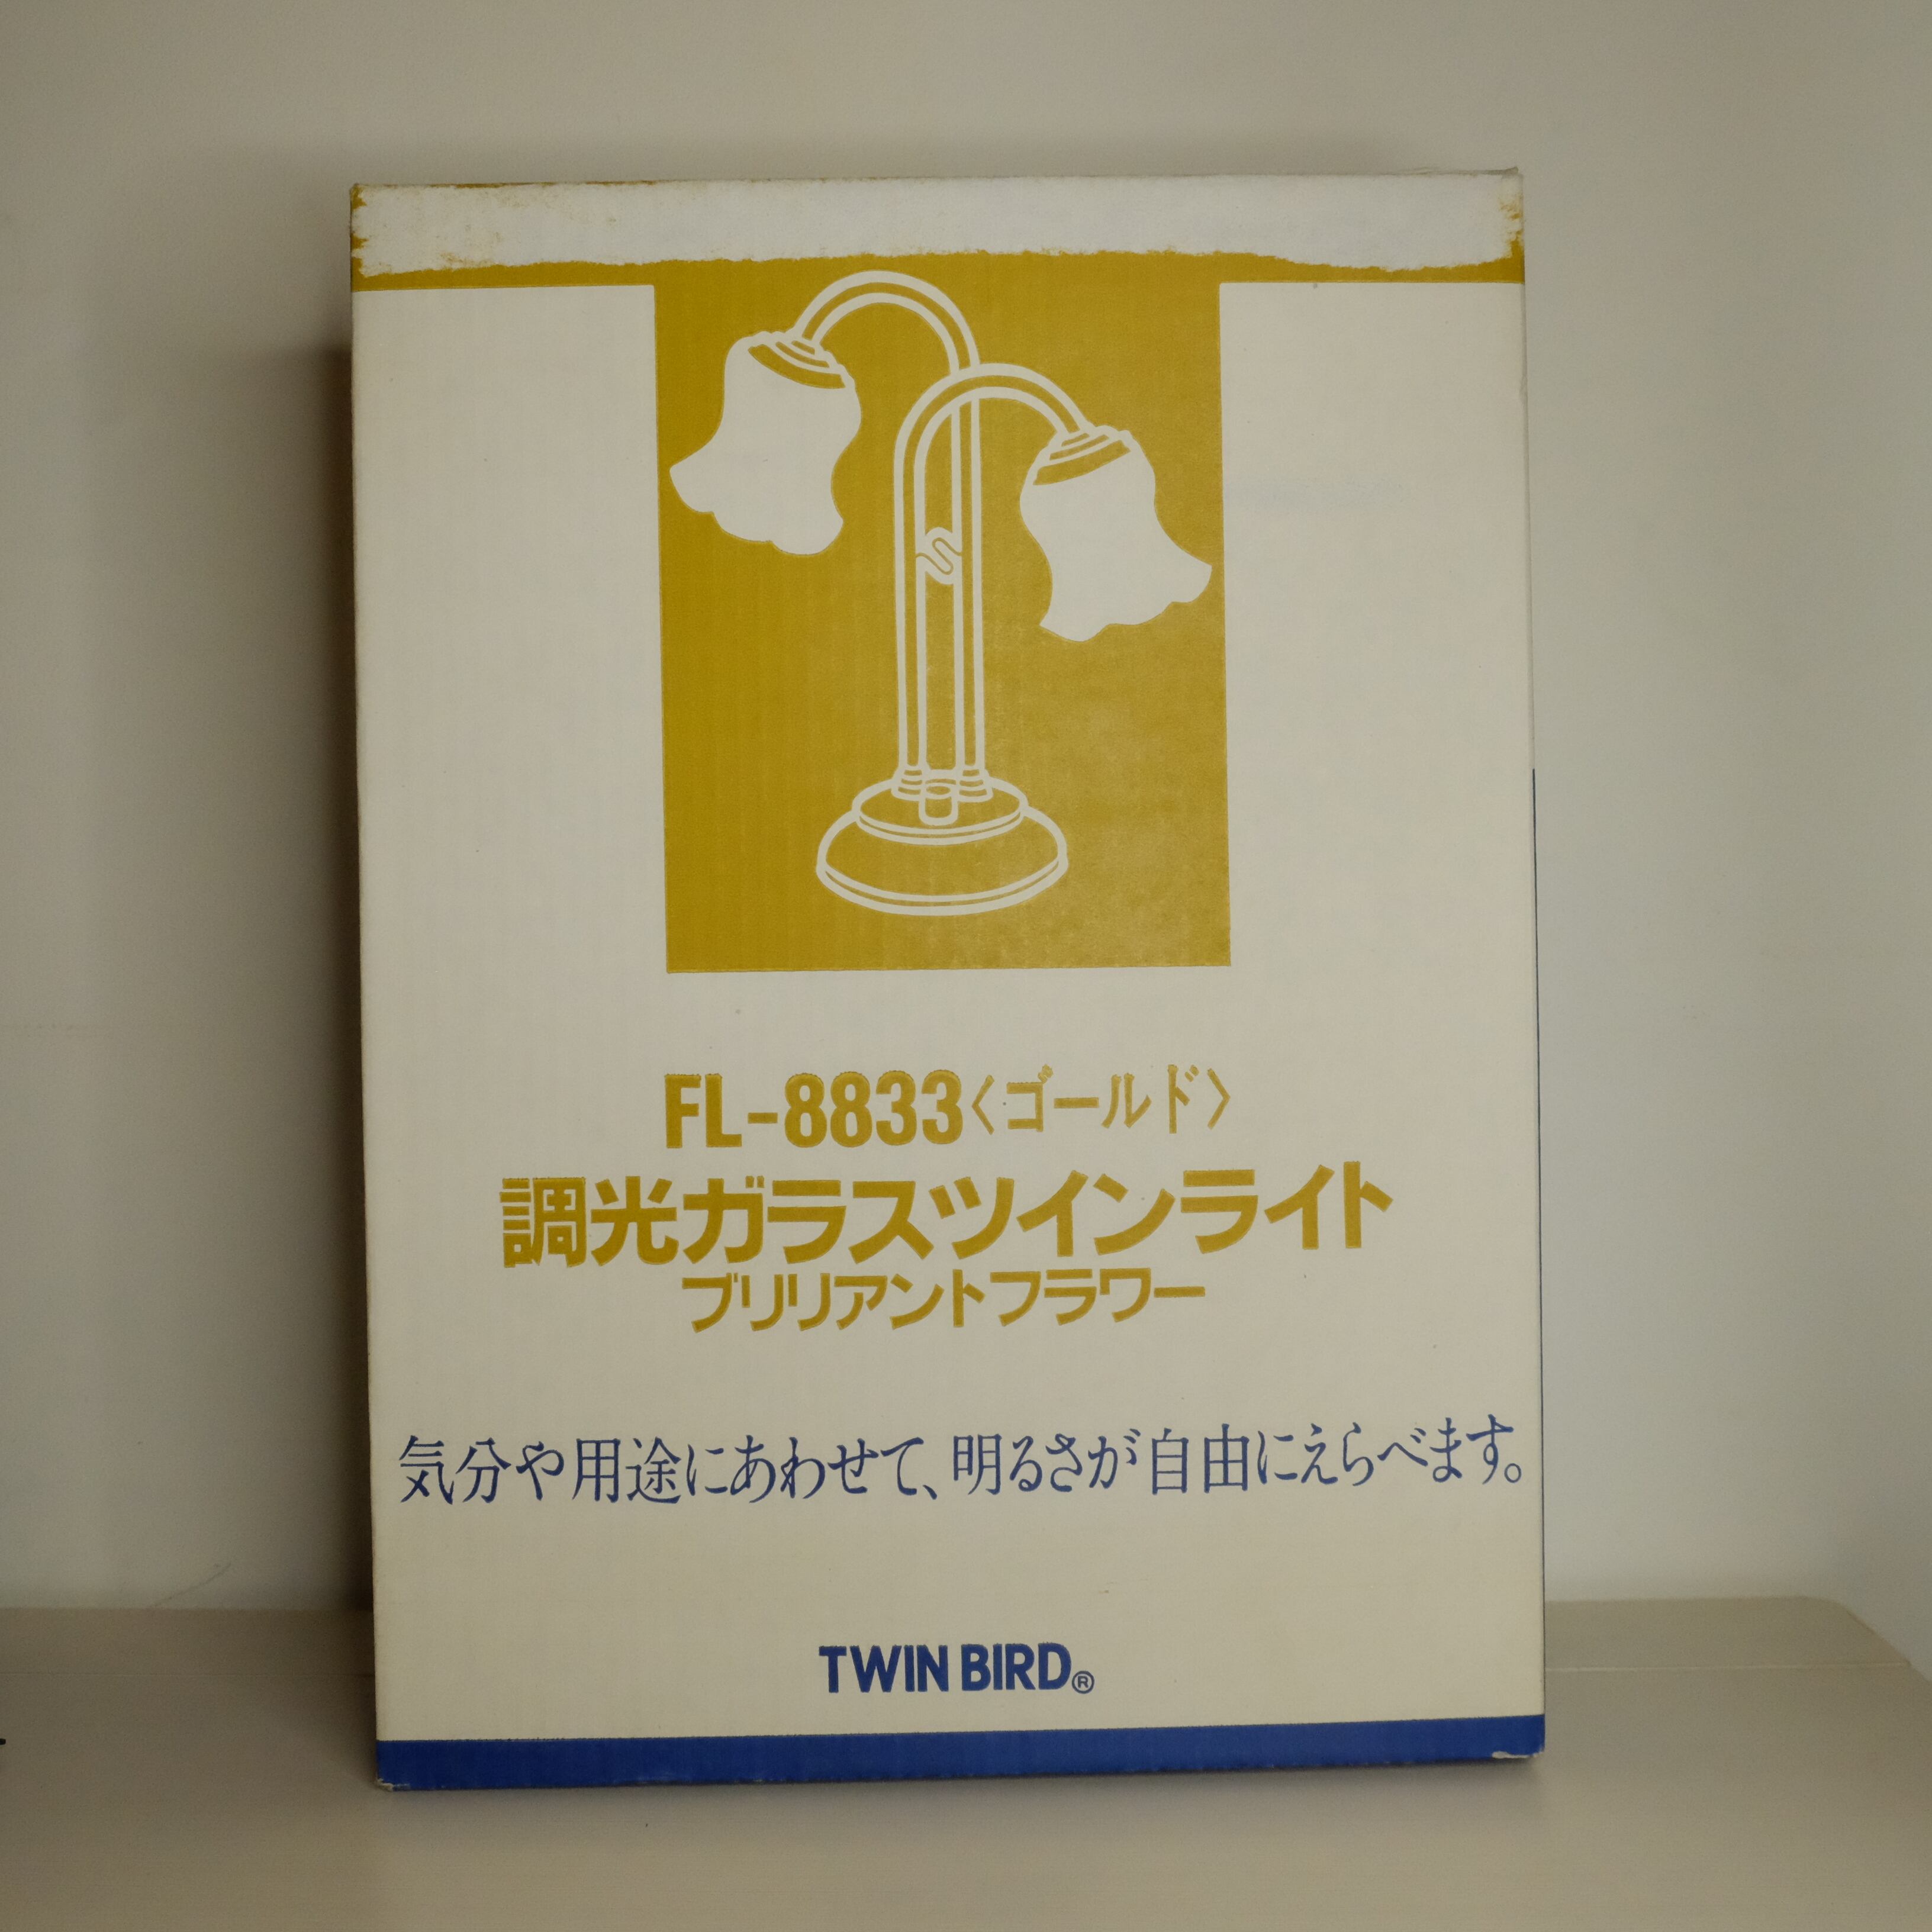 FL-8833〈ゴールド〉
調光ガラスツインライト
ブリリアントフラワー
気分や用途にあわせて、明るさが自由にえらべます。
TWIN BIRD®